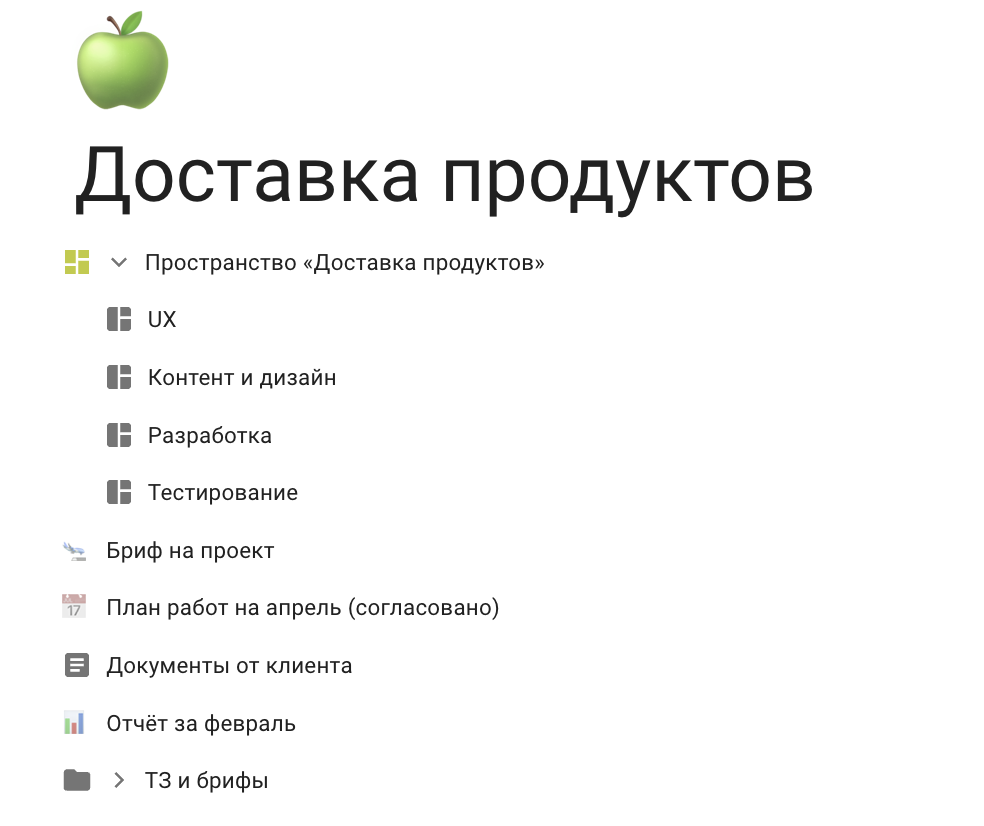 Доставка продуктов
Пространство «Доставка продуктов»
UX
Контент и дизайн
Разработка
Тестирование
Бриф на проект
17
План работ на апрель (согласовано)
Документы от клиента
Отчёт за февраль
ТЗ и брифы